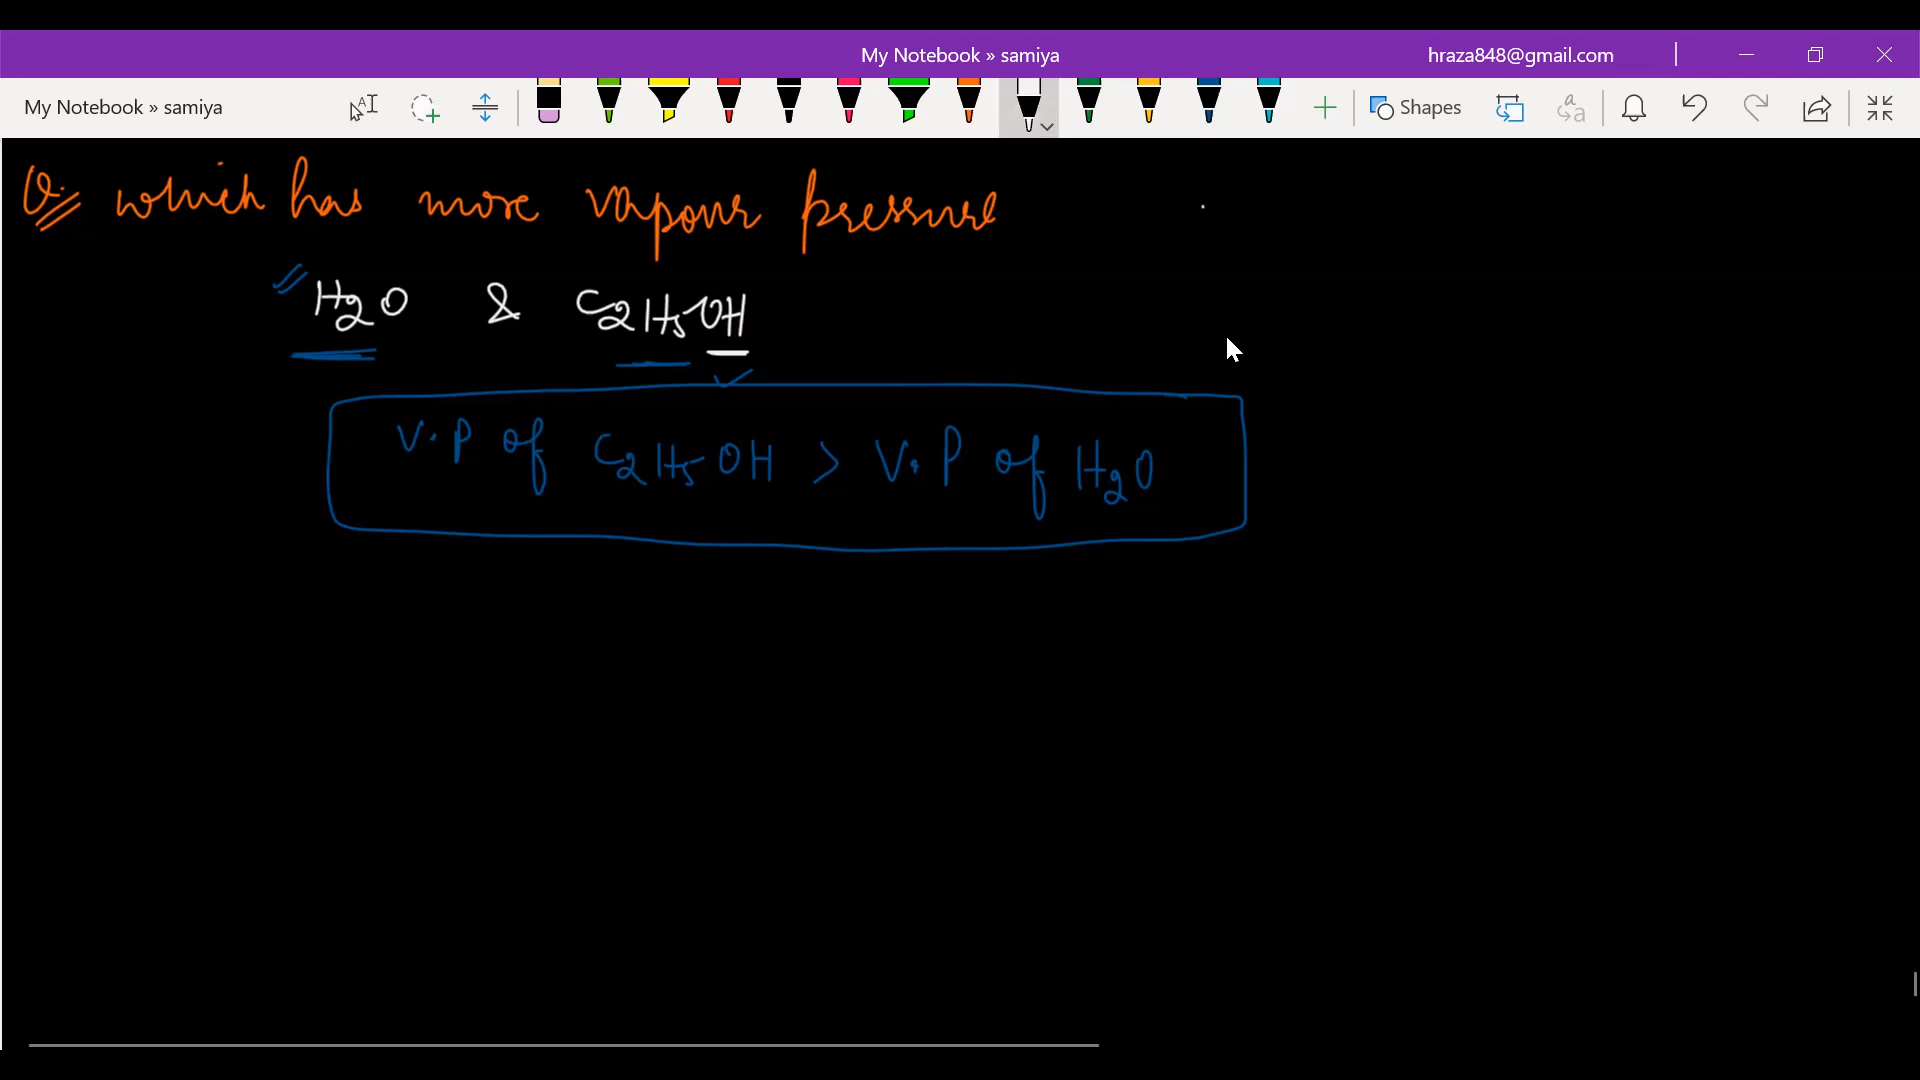 My Notebook » samiya
hraza848@gmail.com
My Notebook » samiya
Shapes
Q. which has more vapour pressure
H2O & C2H5OH
V.P of C2H5OH > V.P of H2O